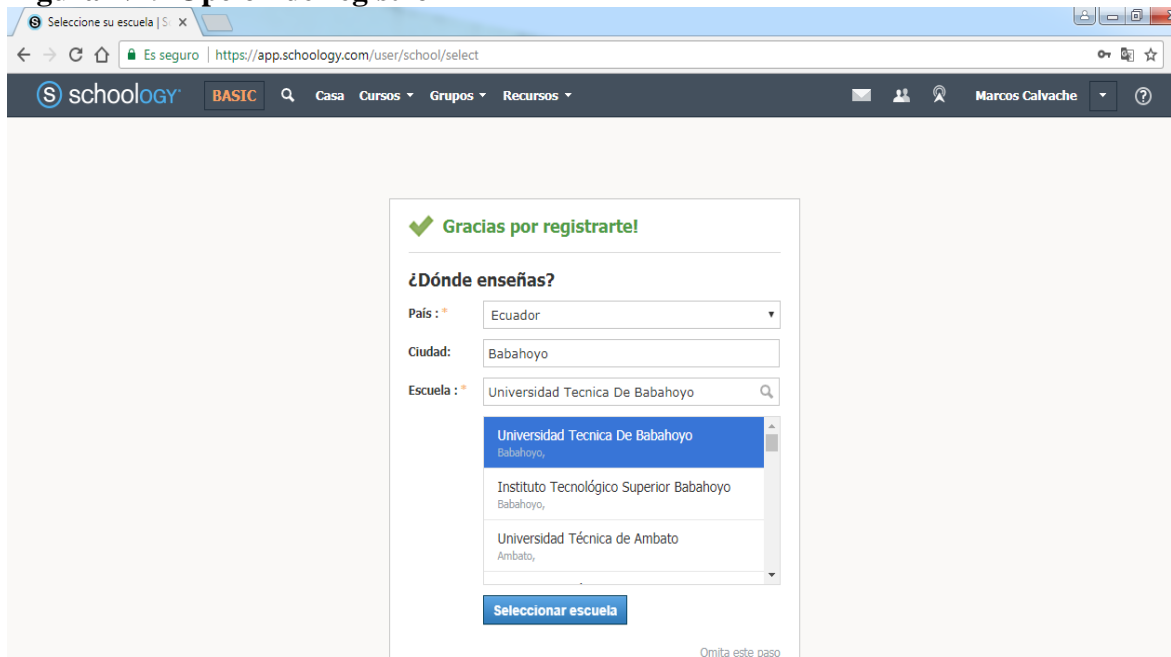 Seleccione su escuela | S
Es seguro | https://app.schoology.com/user/school/select
S schoology BASIC Casa Cursos Grupos Recursos Marcos Calvache ?
Gracias por registrarte!
¿Dónde enseñas?
País : * Ecuador
Ciudad: Babahoyo
Escuela : * Universidad Tecnica De Babahoyo
Universidad Tecnica De Babahoyo
Babahoyo,
Instituto Tecnológico Superior Babahoyo
Babahoyo,
Universidad Técnica de Ambato
Ambato,
Seleccionar escuela
Omita este paso